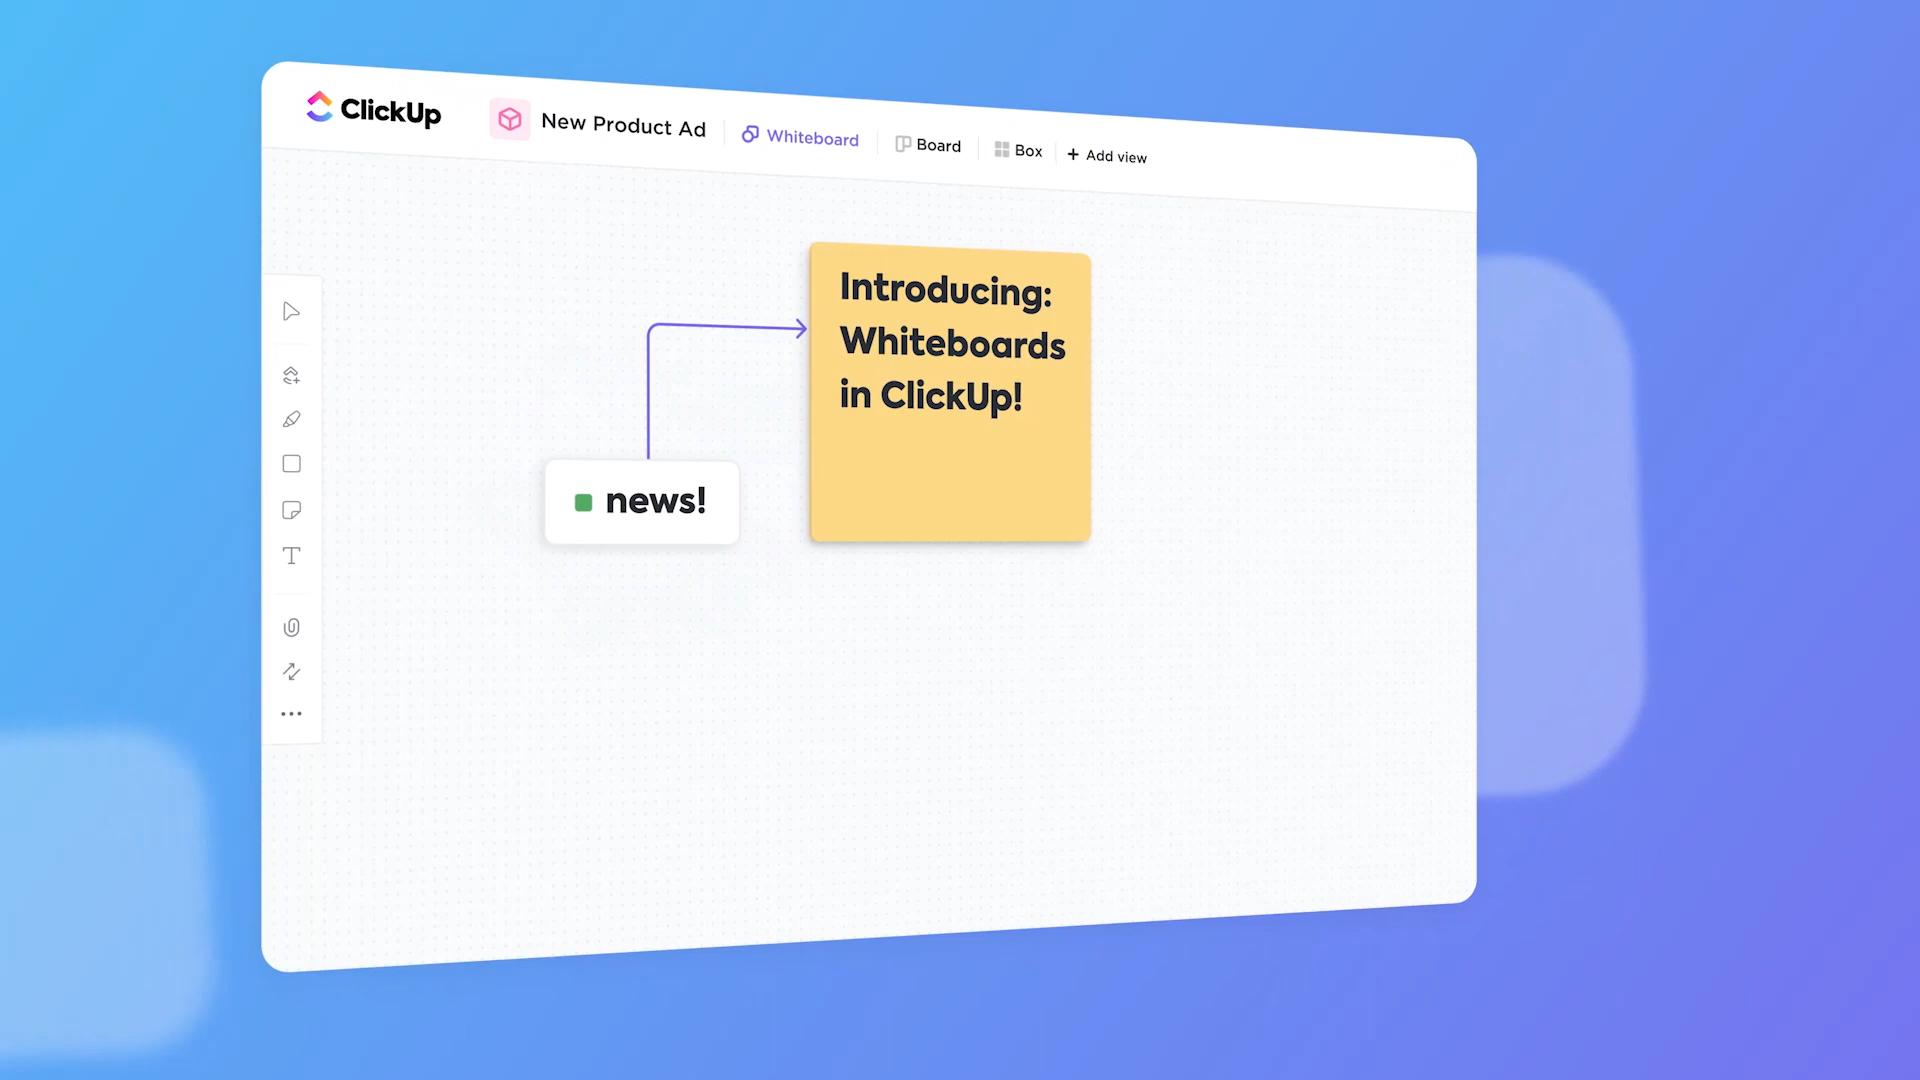 ClickUp
New Product Ad
Whiteboard
Board
Box
+ Add view
Introducing:
Whiteboards
in ClickUp!
news!
T